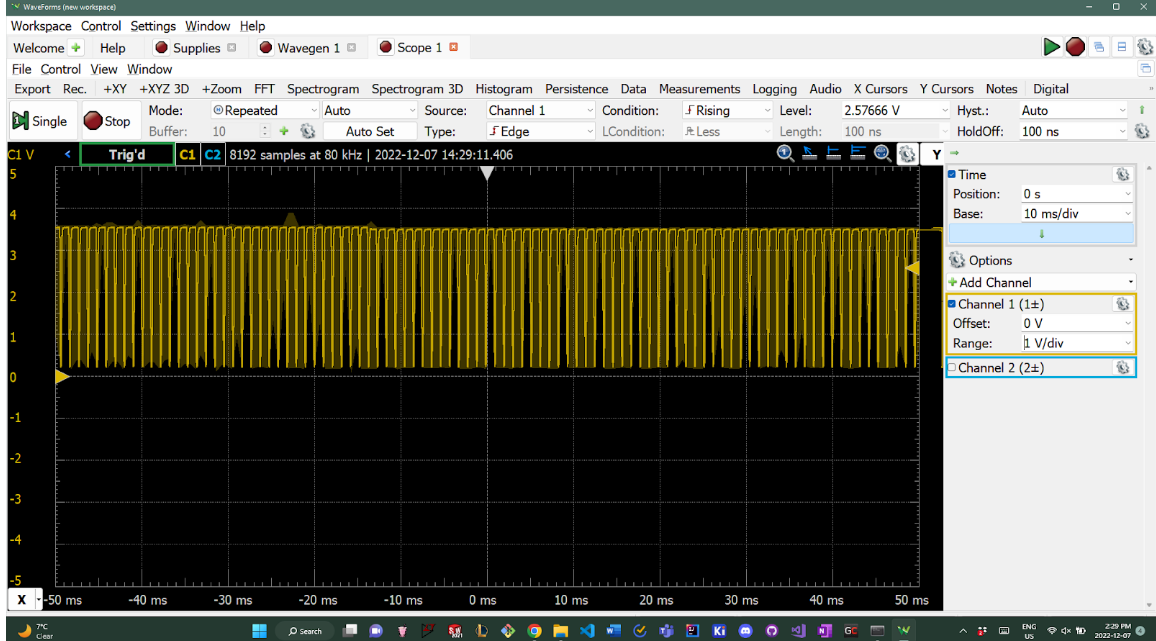 WaveForms (new workspace)
Workspace Control Settings Window Help
Welcome Help Supplies Wavegen 1 Scope 1
File Control View Window
Export Rec. +XY +XYZ 3D +Zoom FFT Spectrogram Spectrogram 3D Histogram Persistence Data Measurements Logging Audio X Cursors Y Cursors Notes Digital
Single Stop Mode: Repeated Auto Source: Channel 1 Condition: Rising Level: 2.57666 V Hyst.: Auto
Buffer: 10 Auto Set Type: Edge LCondition: Less Length: 100 ns HoldOff: 100 ns
C1 V < Trig'd C1 C2 8192 samples at 80 kHz | 2022-12-07 14:29:11.406 Y
5
4
3
2
1
0
-1
-2
-3
-4
-5
X -50 ms -40 ms -30 ms -20 ms -10 ms 0 ms 10 ms 20 ms 30 ms 40 ms 50 ms
Time
Position: 0 s
Base: 10 ms/div
Options
Add Channel
Channel 1 (1±)
Offset: 0 V
Range: 1 V/div
Channel 2 (2±)
7°C
Clear
Search
ENG
US
2:29 PM
2022-12-07